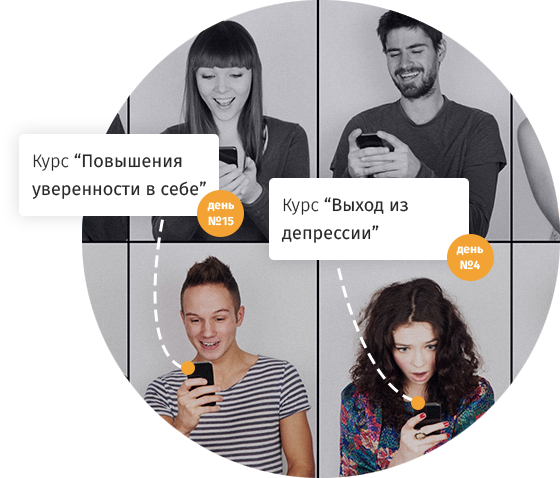 Курс “Повышения
уверенности в себе”
день
№15
Курс “Выход из
депрессии”
день
№4